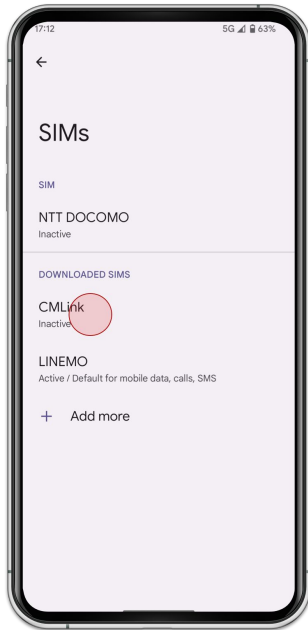 17:12 5G 63%
SIMs
SIM
NTT DOCOMO
Inactive
DOWNLOADED SIMS
CMLink
Inactive
LINEMO
Active / Default for mobile data, calls, SMS
+ Add more